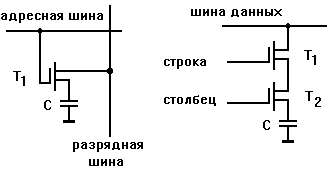 адресная шина
T1
C
разрядная
шина
шина данных
строка
T1
столбец
T2
C